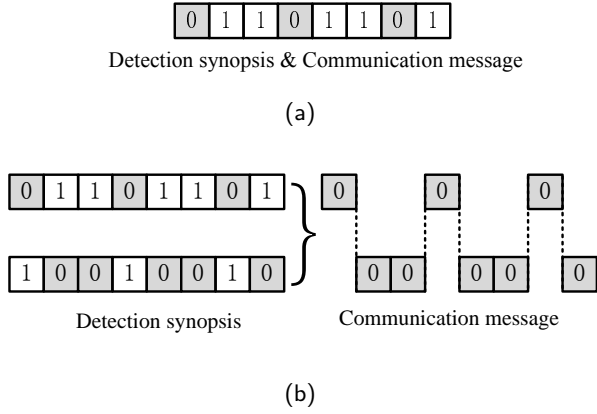 0 1 1 0 1 1 0 1
Detection synopsis & Communication message
(a)
0 1 1 0 1 1 0 1
0 0 0
1 0 0 1 0 0 1 0
0 0 0 0 0
Detection synopsis
Communication message
(b)